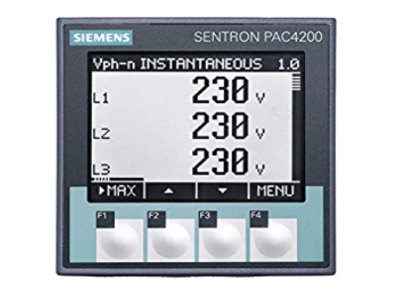 SIEMENS SENTRON PAC4200
Vph-n INSTANTANEOUS 1.0
L1 230 V
L2 230 V
L3 230 V
▸MAX ▲ ▼ MENU
F1 F2 F3 F4